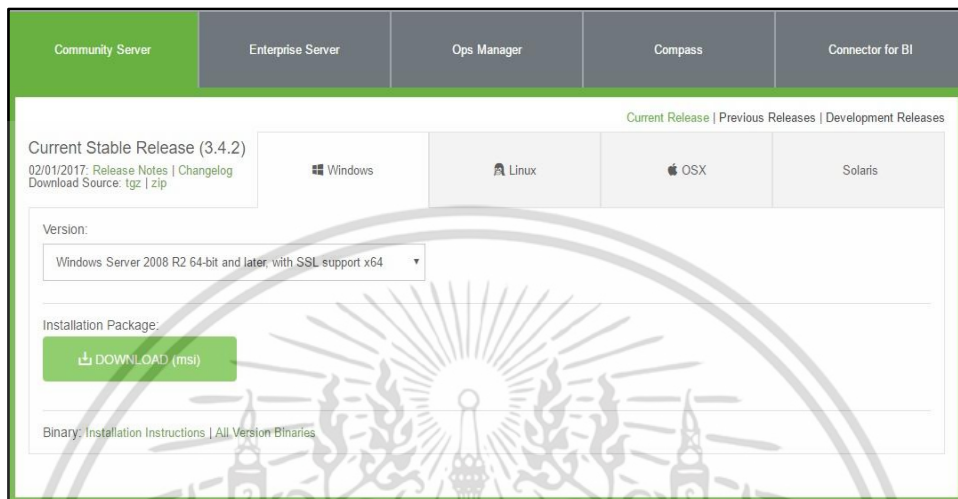 Community Server
Enterprise Server
Ops Manager
Compass
Connector for BI
Current Release | Previous Releases | Development Releases
Current Stable Release (3.4.2)
02/01/2017: Release Notes | Changelog
Download Source: tgz | zip
Windows
Linux
OSX
Solaris
Version:
Windows Server 2008 R2 64-bit and later, with SSL support x64
Installation Package:
DOWNLOAD (msi)
Binary: Installation Instructions | All Version Binaries